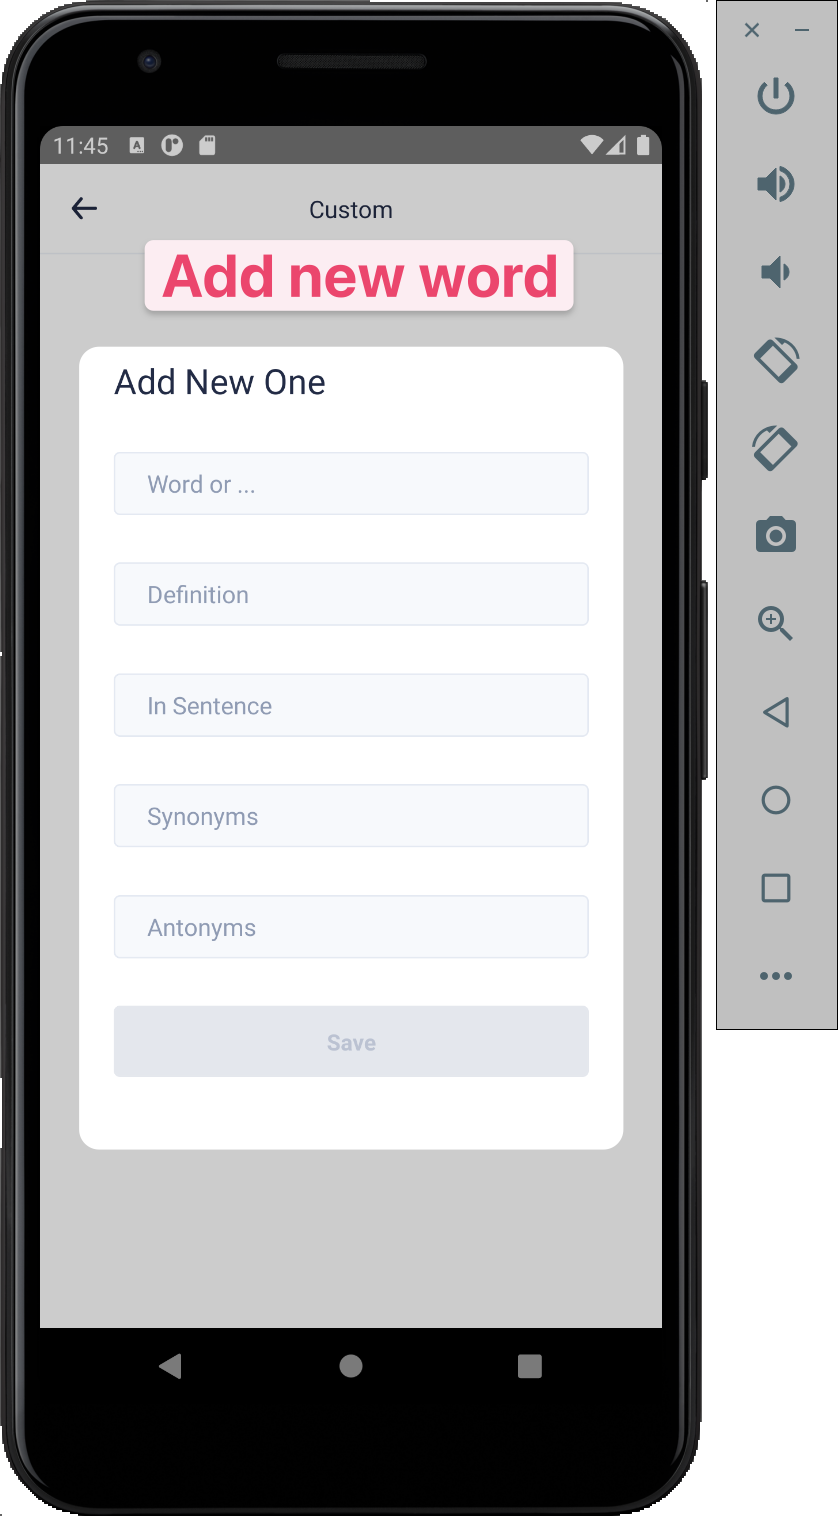 11:45
Custom
Add new word
Add New One
Word or ...
Definition
In Sentence
Synonyms
Antonyms
Save